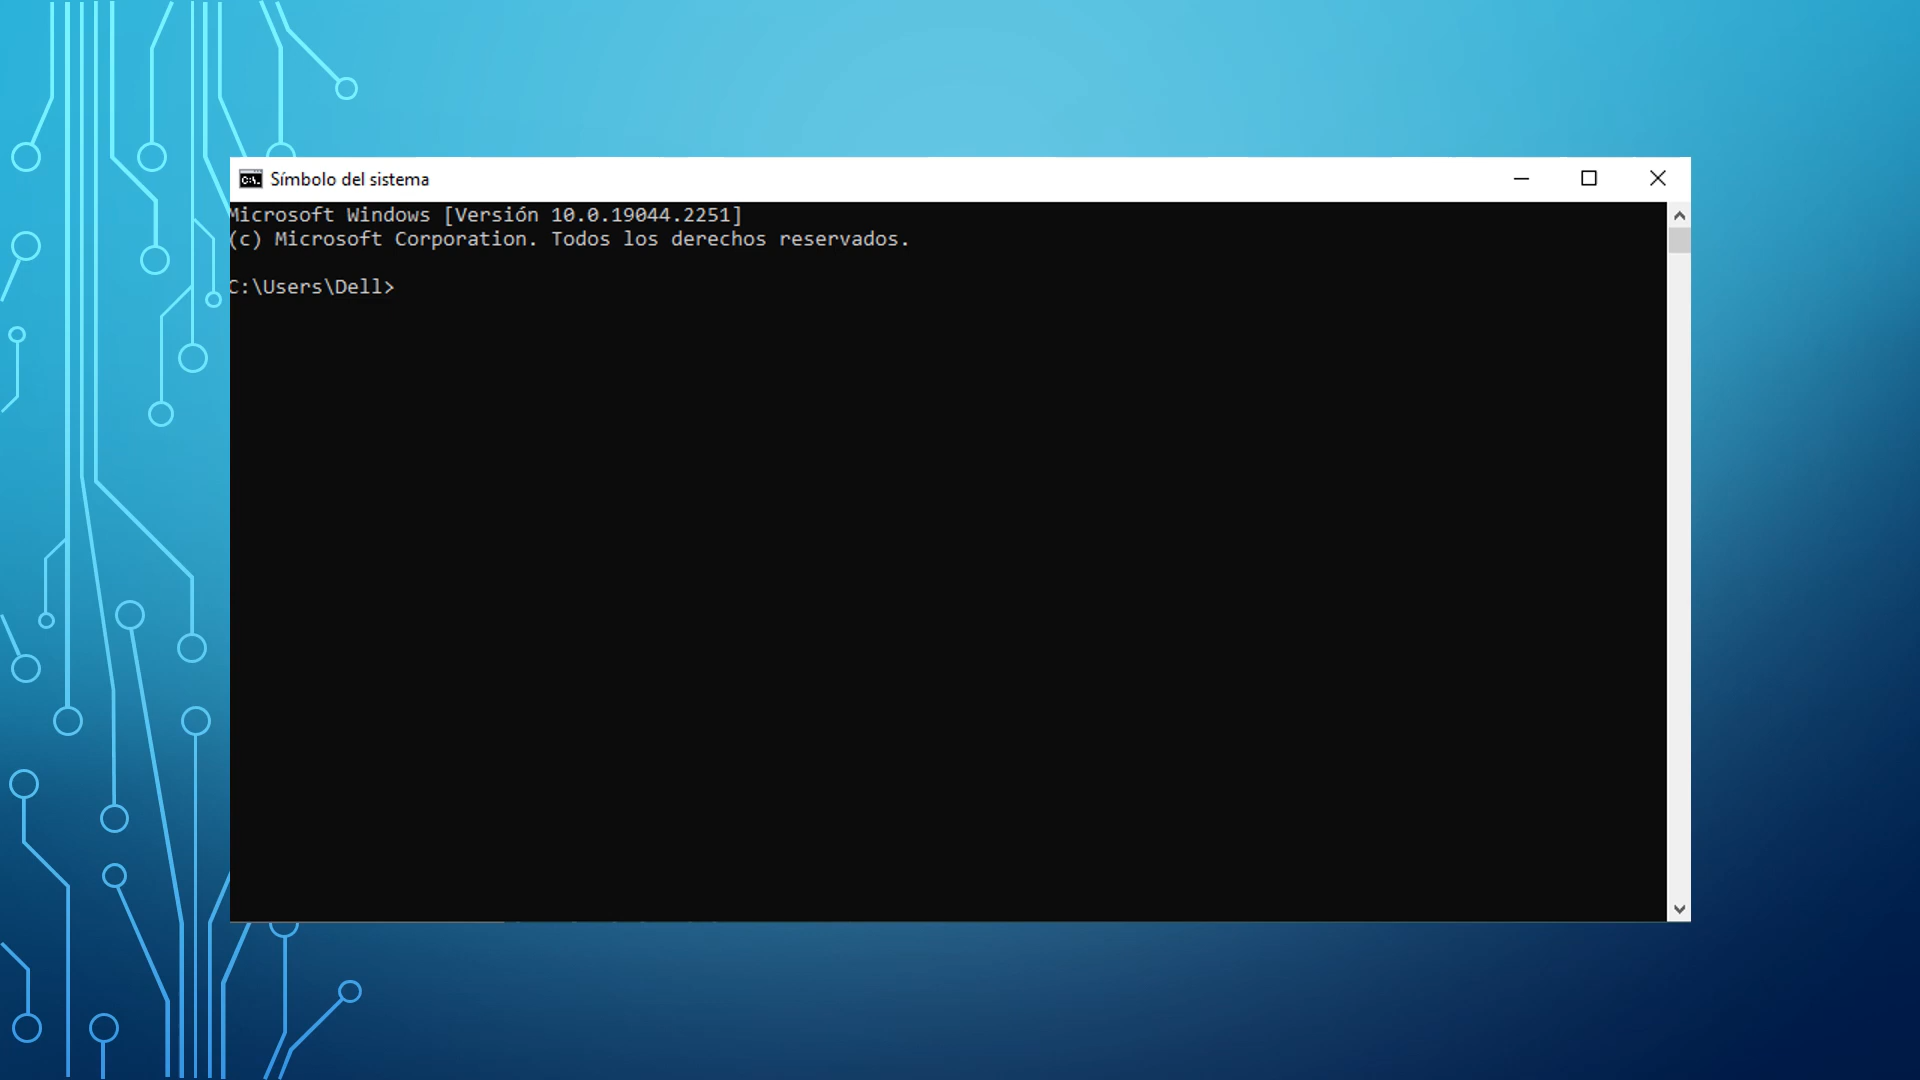 Símbolo del sistema
Microsoft Windows [Versión 10.0.19044.2251]
(c) Microsoft Corporation. Todos los derechos reservados.
C:\Users\Dell>